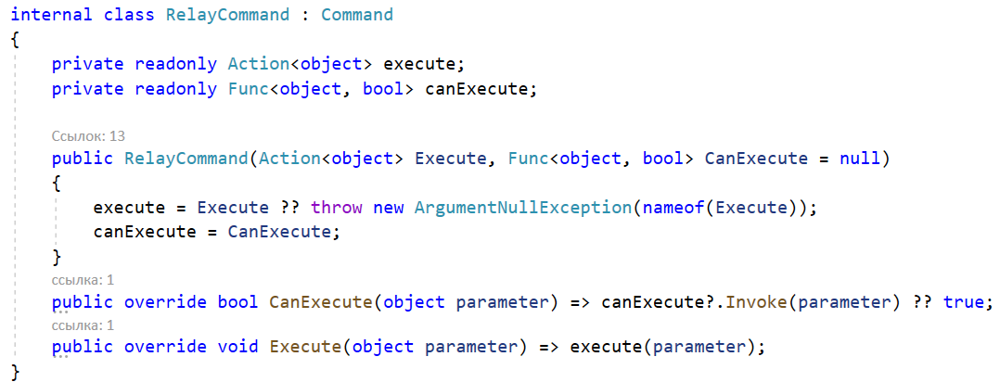 internal class RelayCommand : Command
{
    private readonly Action<object> execute;
    private readonly Func<object, bool> canExecute;

    Ссылок: 13
    public RelayCommand(Action<object> Execute, Func<object, bool> CanExecute = null)
    {
        execute = Execute ?? throw new ArgumentNullException(nameof(Execute));
        canExecute = CanExecute;
    }
    ссылка: 1
    public override bool CanExecute(object parameter) => canExecute?.Invoke(parameter) ?? true;
    ссылка: 1
    public override void Execute(object parameter) => execute(parameter);
}